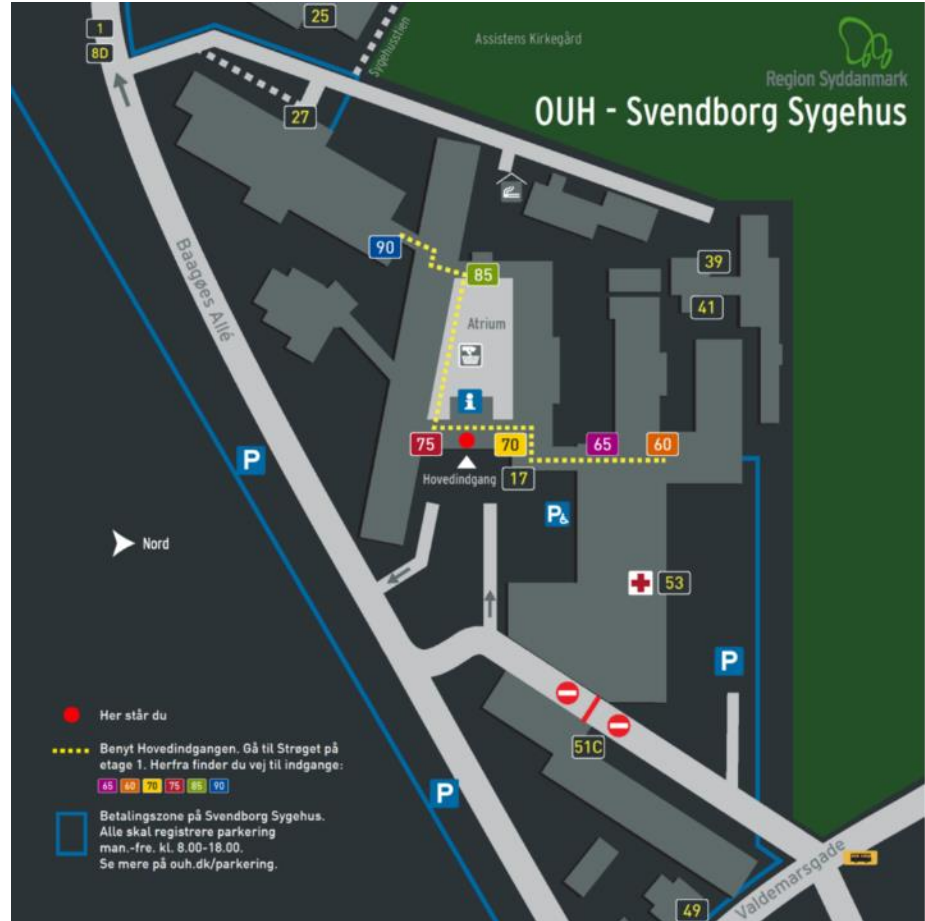 1
8D
25
Sygehusstien
Assistens Kirkegård
Region Syddanmark
OUH - Svendborg Sygehus
27
90
85
39
41
Atrium
Baagøes Allé
i
75
70
65
60
Hovedindgang
17
P
P
Nord
53
P
51C
P
Her står du
Benyt Hovedindgangen. Gå til Strøget på
etage 1. Herfra finder du vej til indgange:
65 60 70 75 85 90
Betalingszone på Svendborg Sygehus.
Alle skal registrere parkering
man.-fre. kl. 8.00-18.00.
Se mere på ouh.dk/parkering.
Valdemarsgade
49